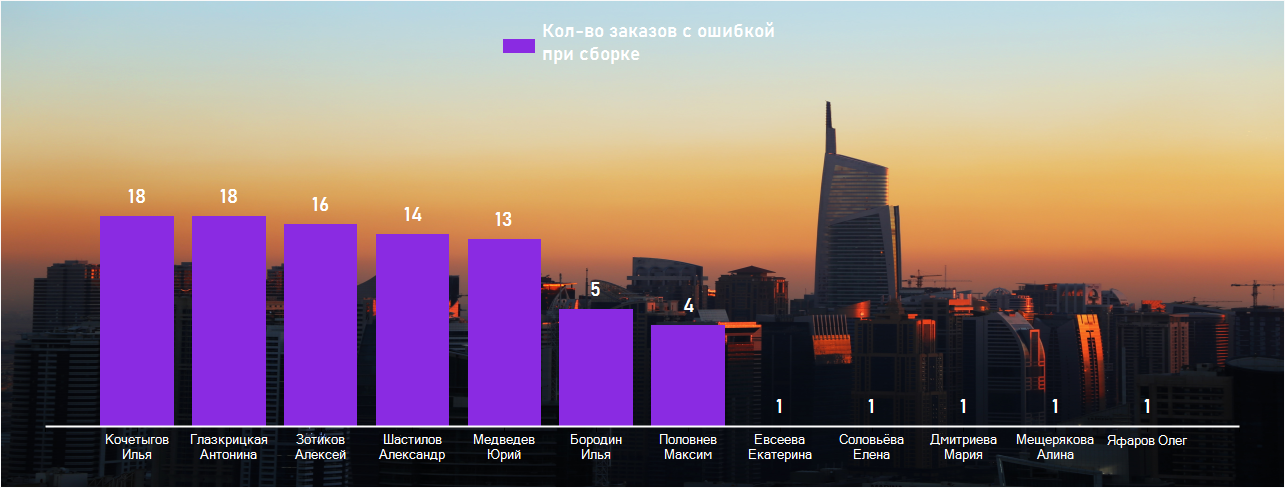 Кол-во заказов с ошибкой
при сборке
18
18
16
14
13
5
4
1
1
1
1
1
Кочетыгов
Илья
Глазкрицкая
Антонина
Зотиков
Алексей
Шастилов
Александр
Медведев
Юрий
Бородин
Илья
Половнев
Максим
Евсеева
Екатерина
Соловьёва
Елена
Дмитриева
Мария
Мещерякова
Алина
Яфаров Олег